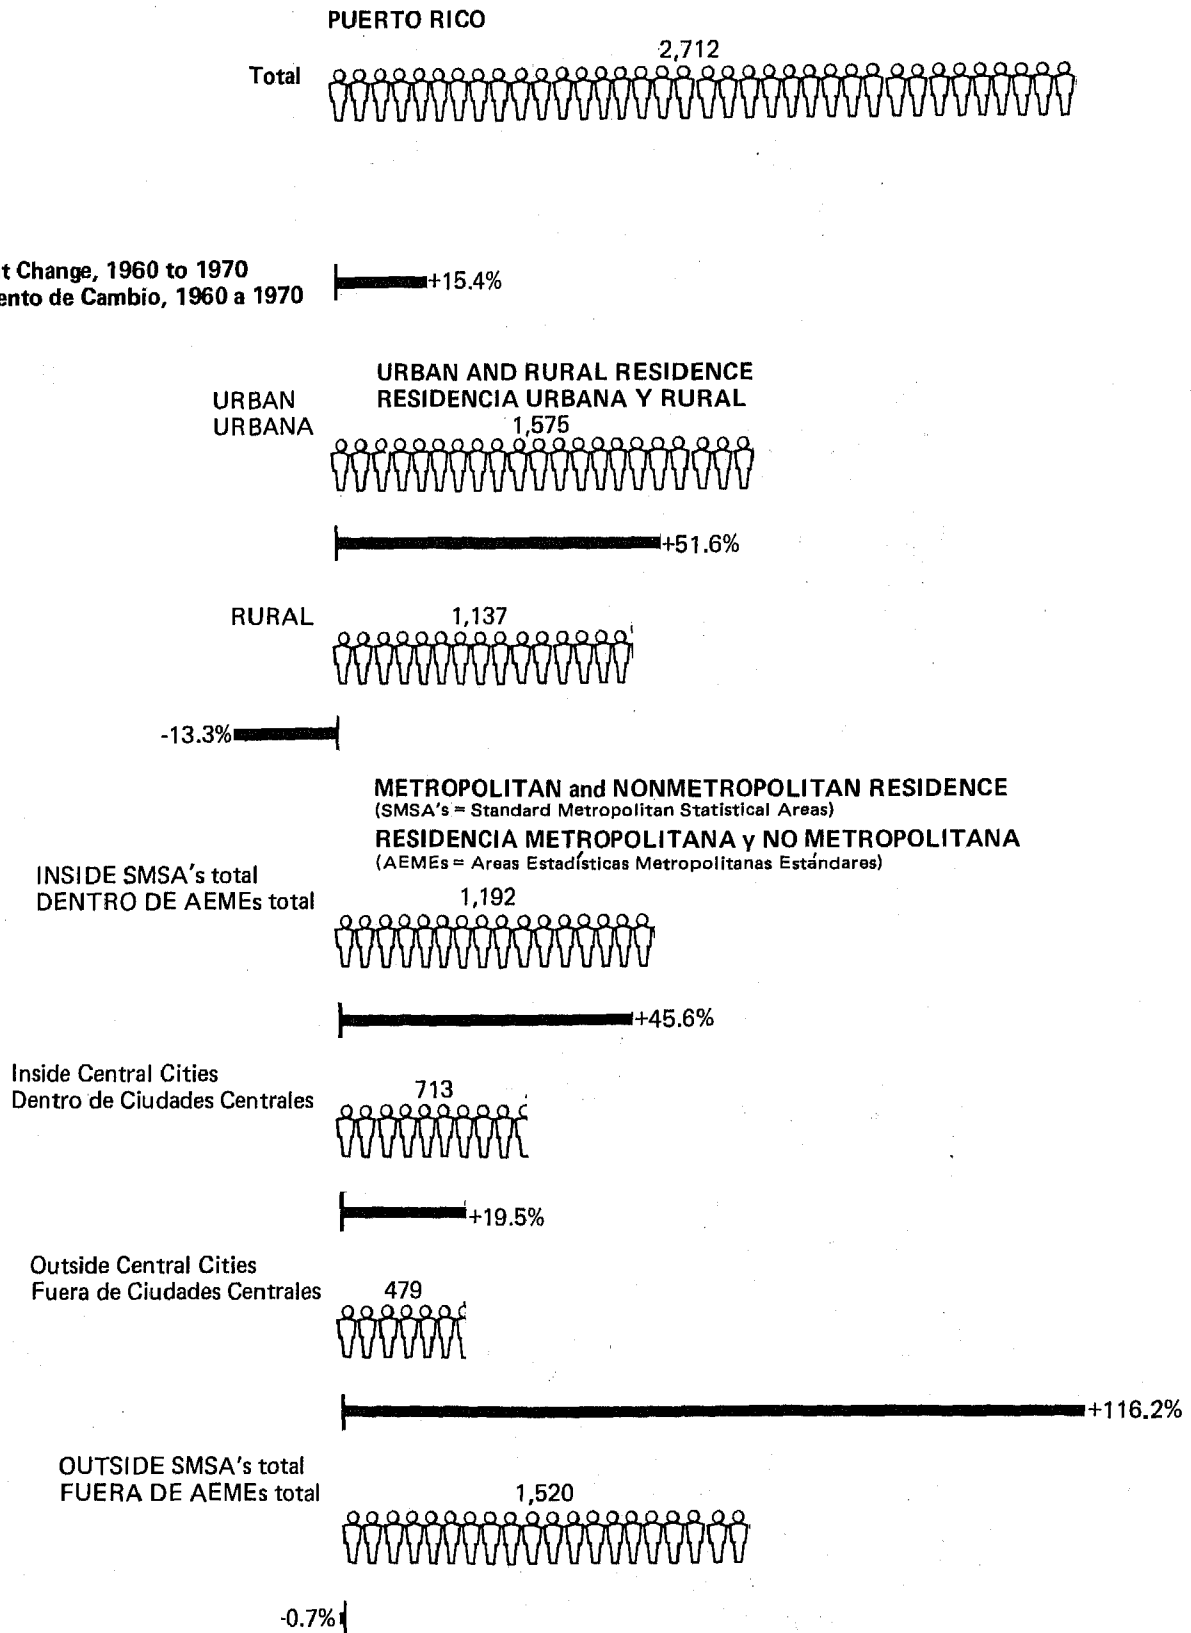 PUERTO RICO
2,712
Total
t Change, 1960 to 1970
ento de Cambio, 1960 a 1970
+15.4%
URBAN AND RURAL RESIDENCE
RESIDENCIA URBANA Y RURAL
URBAN
URBANA
1,575
+51.6%
RURAL
1,137
-13.3%
METROPOLITAN and NONMETROPOLITAN RESIDENCE
(SMSA's = Standard Metropolitan Statistical Areas)
RESIDENCIA METROPOLITANA y NO METROPOLITANA
(AEMEs = Areas Estadísticas Metropolitanas Estándares)
INSIDE SMSA's total
DENTRO DE AEMEs total
1,192
+45.6%
Inside Central Cities
Dentro de Ciudades Centrales
713
+19.5%
Outside Central Cities
Fuera de Ciudades Centrales
479
+116.2%
OUTSIDE SMSA's total
FUERA DE AEMEs total
1,520
-0.7%